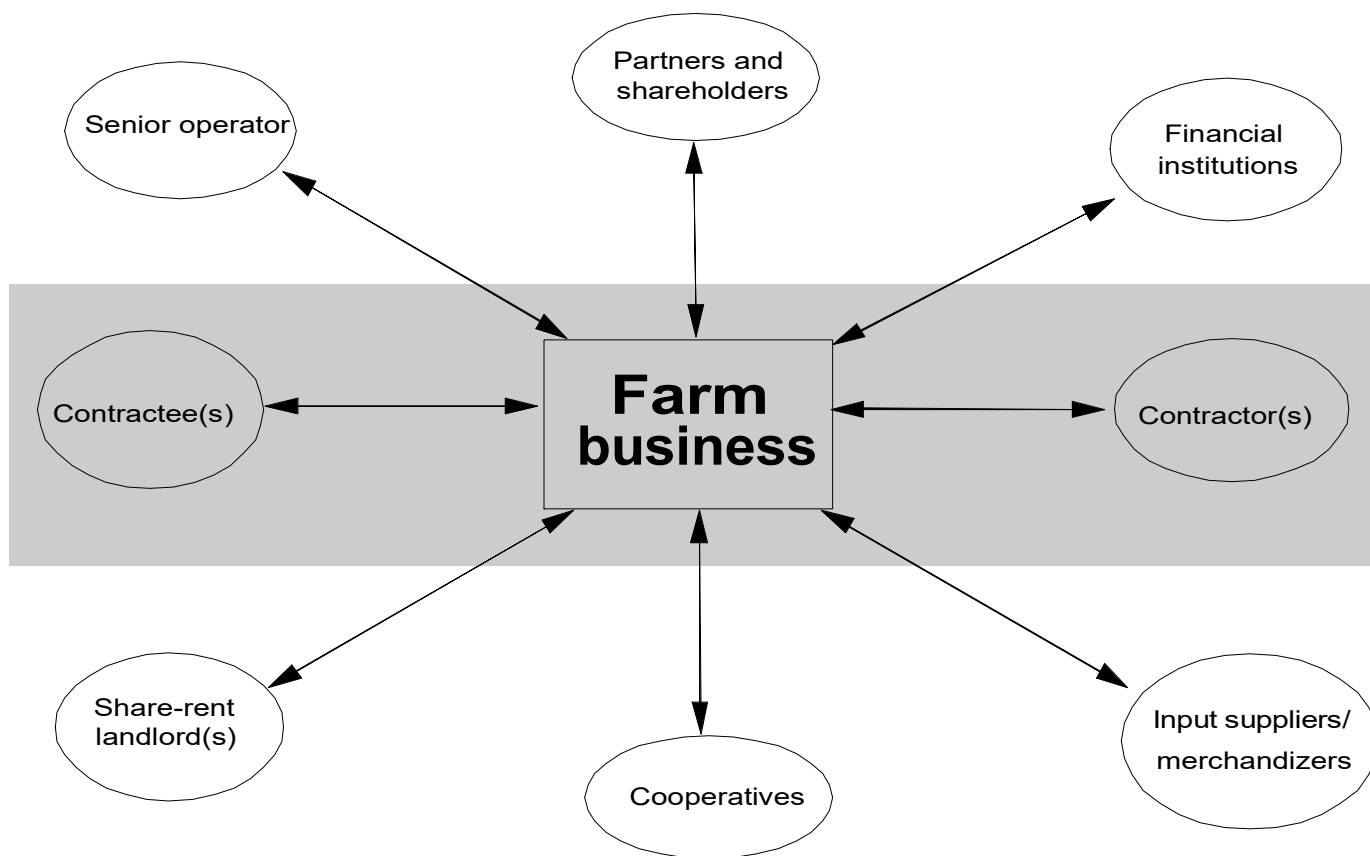 Partners and
shareholders
Senior operator
Financial
institutions
Farm
business
Contractee(s)
Contractor(s)
Share-rent
landlord(s)
Input suppliers/
merchandizers
Cooperatives